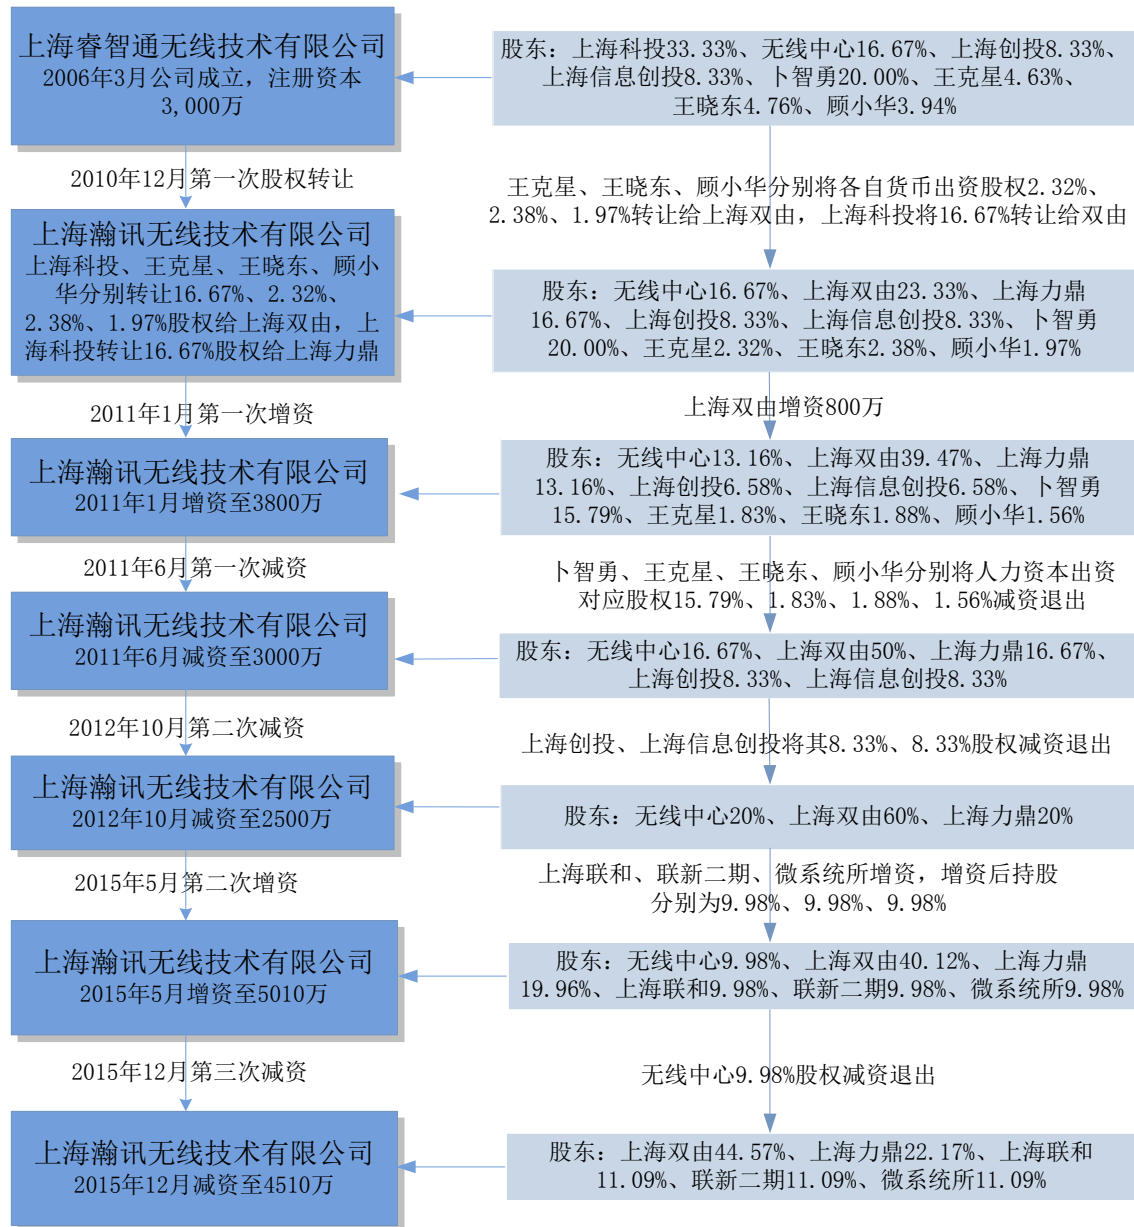 上海睿智通无线技术有限公司
2006年3月公司成立，注册资本
3,000万
股东：上海科投33.33%、无线中心16.67%、上海创投8.33%、
上海信息创投8.33%、卜智勇20.00%、王克星4.63%、
王晓东4.76%、顾小华3.94%
2010年12月第一次股权转让
王克星、王晓东、顾小华分别将各自货币出资股权2.32%、
2.38%、1.97%转让给上海双由，上海科投将16.67%转让给双由
上海瀚讯无线技术有限公司
上海科投、王克星、王晓东、顾小
华分别转让16.67%、2.32%、
2.38%、1.97%股权给上海双由，上
海科投转让16.67%股权给上海力鼎
股东：无线中心16.67%、上海双由23.33%、上海力鼎
16.67%、上海创投8.33%、上海信息创投8.33%、卜智勇
20.00%、王克星2.32%、王晓东2.38%、顾小华1.97%
2011年1月第一次增资
上海双由增资800万
上海瀚讯无线技术有限公司
2011年1月增资至3800万
股东：无线中心13.16%、上海双由39.47%、上海力鼎
13.16%、上海创投6.58%、上海信息创投6.58%、卜智勇
15.79%、王克星1.83%、王晓东1.88%、顾小华1.56%
2011年6月第一次减资
卜智勇、王克星、王晓东、顾小华分别将人力资本出资
对应股权15.79%、1.83%、1.88%、1.56%减资退出
上海瀚讯无线技术有限公司
2011年6月减资至3000万
股东：无线中心16.67%、上海双由50%、上海力鼎16.67%、
上海创投8.33%、上海信息创投8.33%
2012年10月第二次减资
上海创投、上海信息创投将其8.33%、8.33%股权减资退出
上海瀚讯无线技术有限公司
2012年10月减资至2500万
股东：无线中心20%、上海双由60%、上海力鼎20%
2015年5月第二次增资
上海联和、联新二期、微系统所增资，增资后持股
分别为9.98%、9.98%、9.98%
上海瀚讯无线技术有限公司
2015年5月增资至5010万
股东：无线中心9.98%、上海双由40.12%、上海力鼎
19.96%、上海联和9.98%、联新二期9.98%、微系统所9.98%
2015年12月第三次减资
无线中心9.98%股权减资退出
上海瀚讯无线技术有限公司
2015年12月减资至4510万
股东：上海双由44.57%、上海力鼎22.17%、上海联和
11.09%、联新二期11.09%、微系统所11.09%